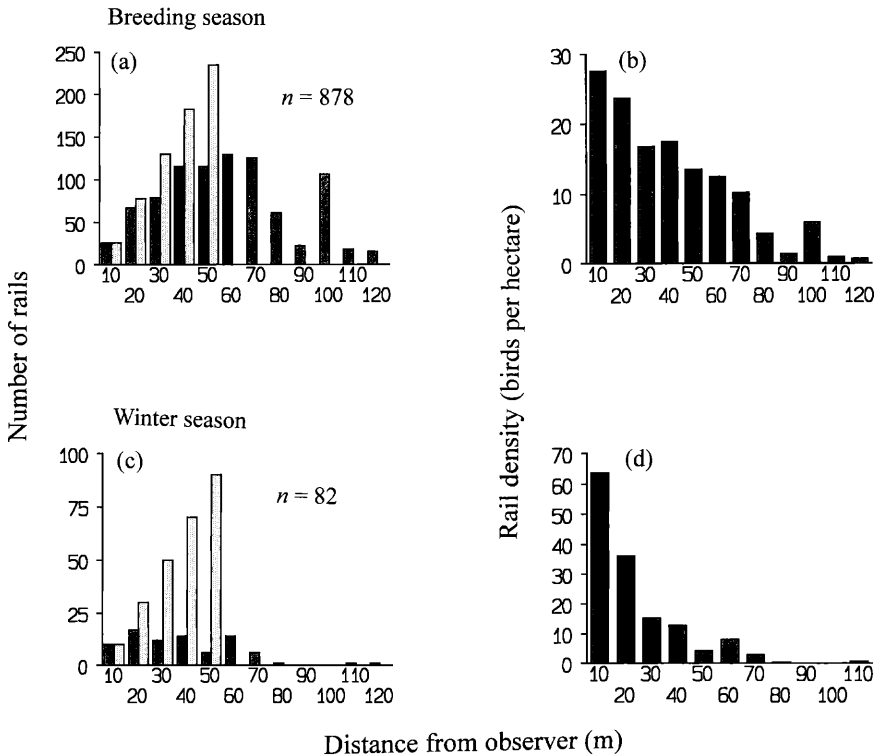 Breeding season
Number of rails
250
200
150
100
50
0
(a)
n = 878
10 30 50 70 90 110
20 40 60 80 100 120
Rail density (birds per hectare)
30
20
10
0
(b)
10 30 50 70 90 110
20 40 60 80 100 120
Winter season
100
75
50
25
0
(c)
n = 82
10 30 50 70 90 110
20 40 60 80 100 120
70
60
50
40
30
20
10
0
(d)
10 30 50 70 90 110
20 40 60 80 100
Distance from observer (m)